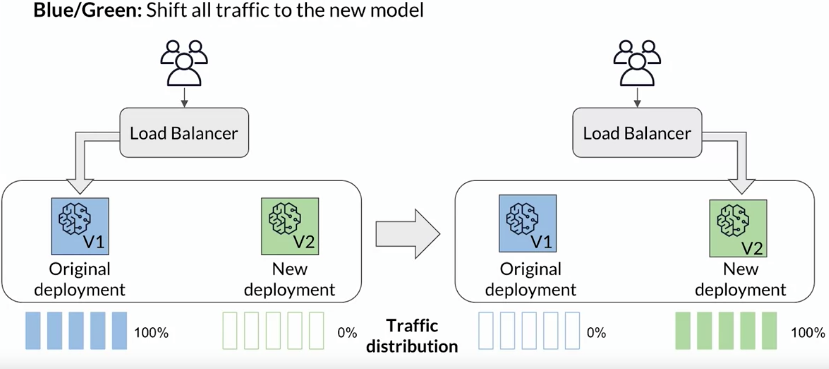 Blue/Green: Shift all traffic to the new model
Load Balancer
V1
Original
deployment
V2
New
deployment
100%
0%
Traffic
distribution
Load Balancer
V1
Original
deployment
V2
New
deployment
0%
100%